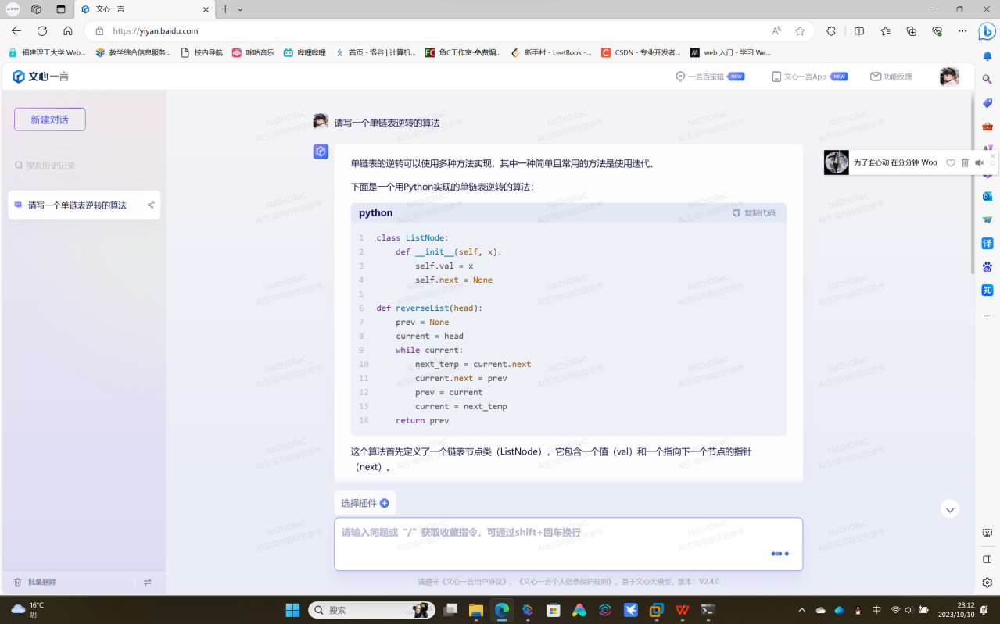 文心一言
https://yiyan.baidu.com
福建理工大学 Web...
教学综合信息服务...
校内导航
咪咕音乐
哔哩哔哩
首页 - 洛谷 | 计算机...
鱼C工作室-免费编...
新手村 - LeetBook -...
CSDN - 专业开发者...
web 入门 - 学习 We...
文心一言
一言百宝箱 NEW
文心一言App NEW
功能反馈
新建对话
搜索历史记录
请写一个单链表逆转的算法
请写一个单链表逆转的算法
单链表的逆转可以使用多种方法实现，其中一种简单且常用的方法是使用迭代。
下面是一个用Python实现的单链表逆转的算法：
python
复制代码
1 class ListNode:
2     def __init__(self, x):
3         self.val = x
4         self.next = None
5
6 def reverseList(head):
7     prev = None
8     current = head
9     while current:
10         next_temp = current.next
11         current.next = prev
12         prev = current
13         current = next_temp
14     return prev
这个算法首先定义了一个链表节点类（ListNode），它包含一个值（val）和一个指向下一个节点的指针
（next）。
选择插件
请输入问题或“/”获取收藏指令，可通过shift+回车换行
请遵守《文心一言用户协议》、《文心一言个人信息保护规则》，基于文心大模型，版本：V2.4.0
批量删除
为了谁心动 在分分钟 Woo
译
知
NdZHDReC
AI生成内容仅供参考
16°C
阴
搜索
中
23:12
2023/10/10